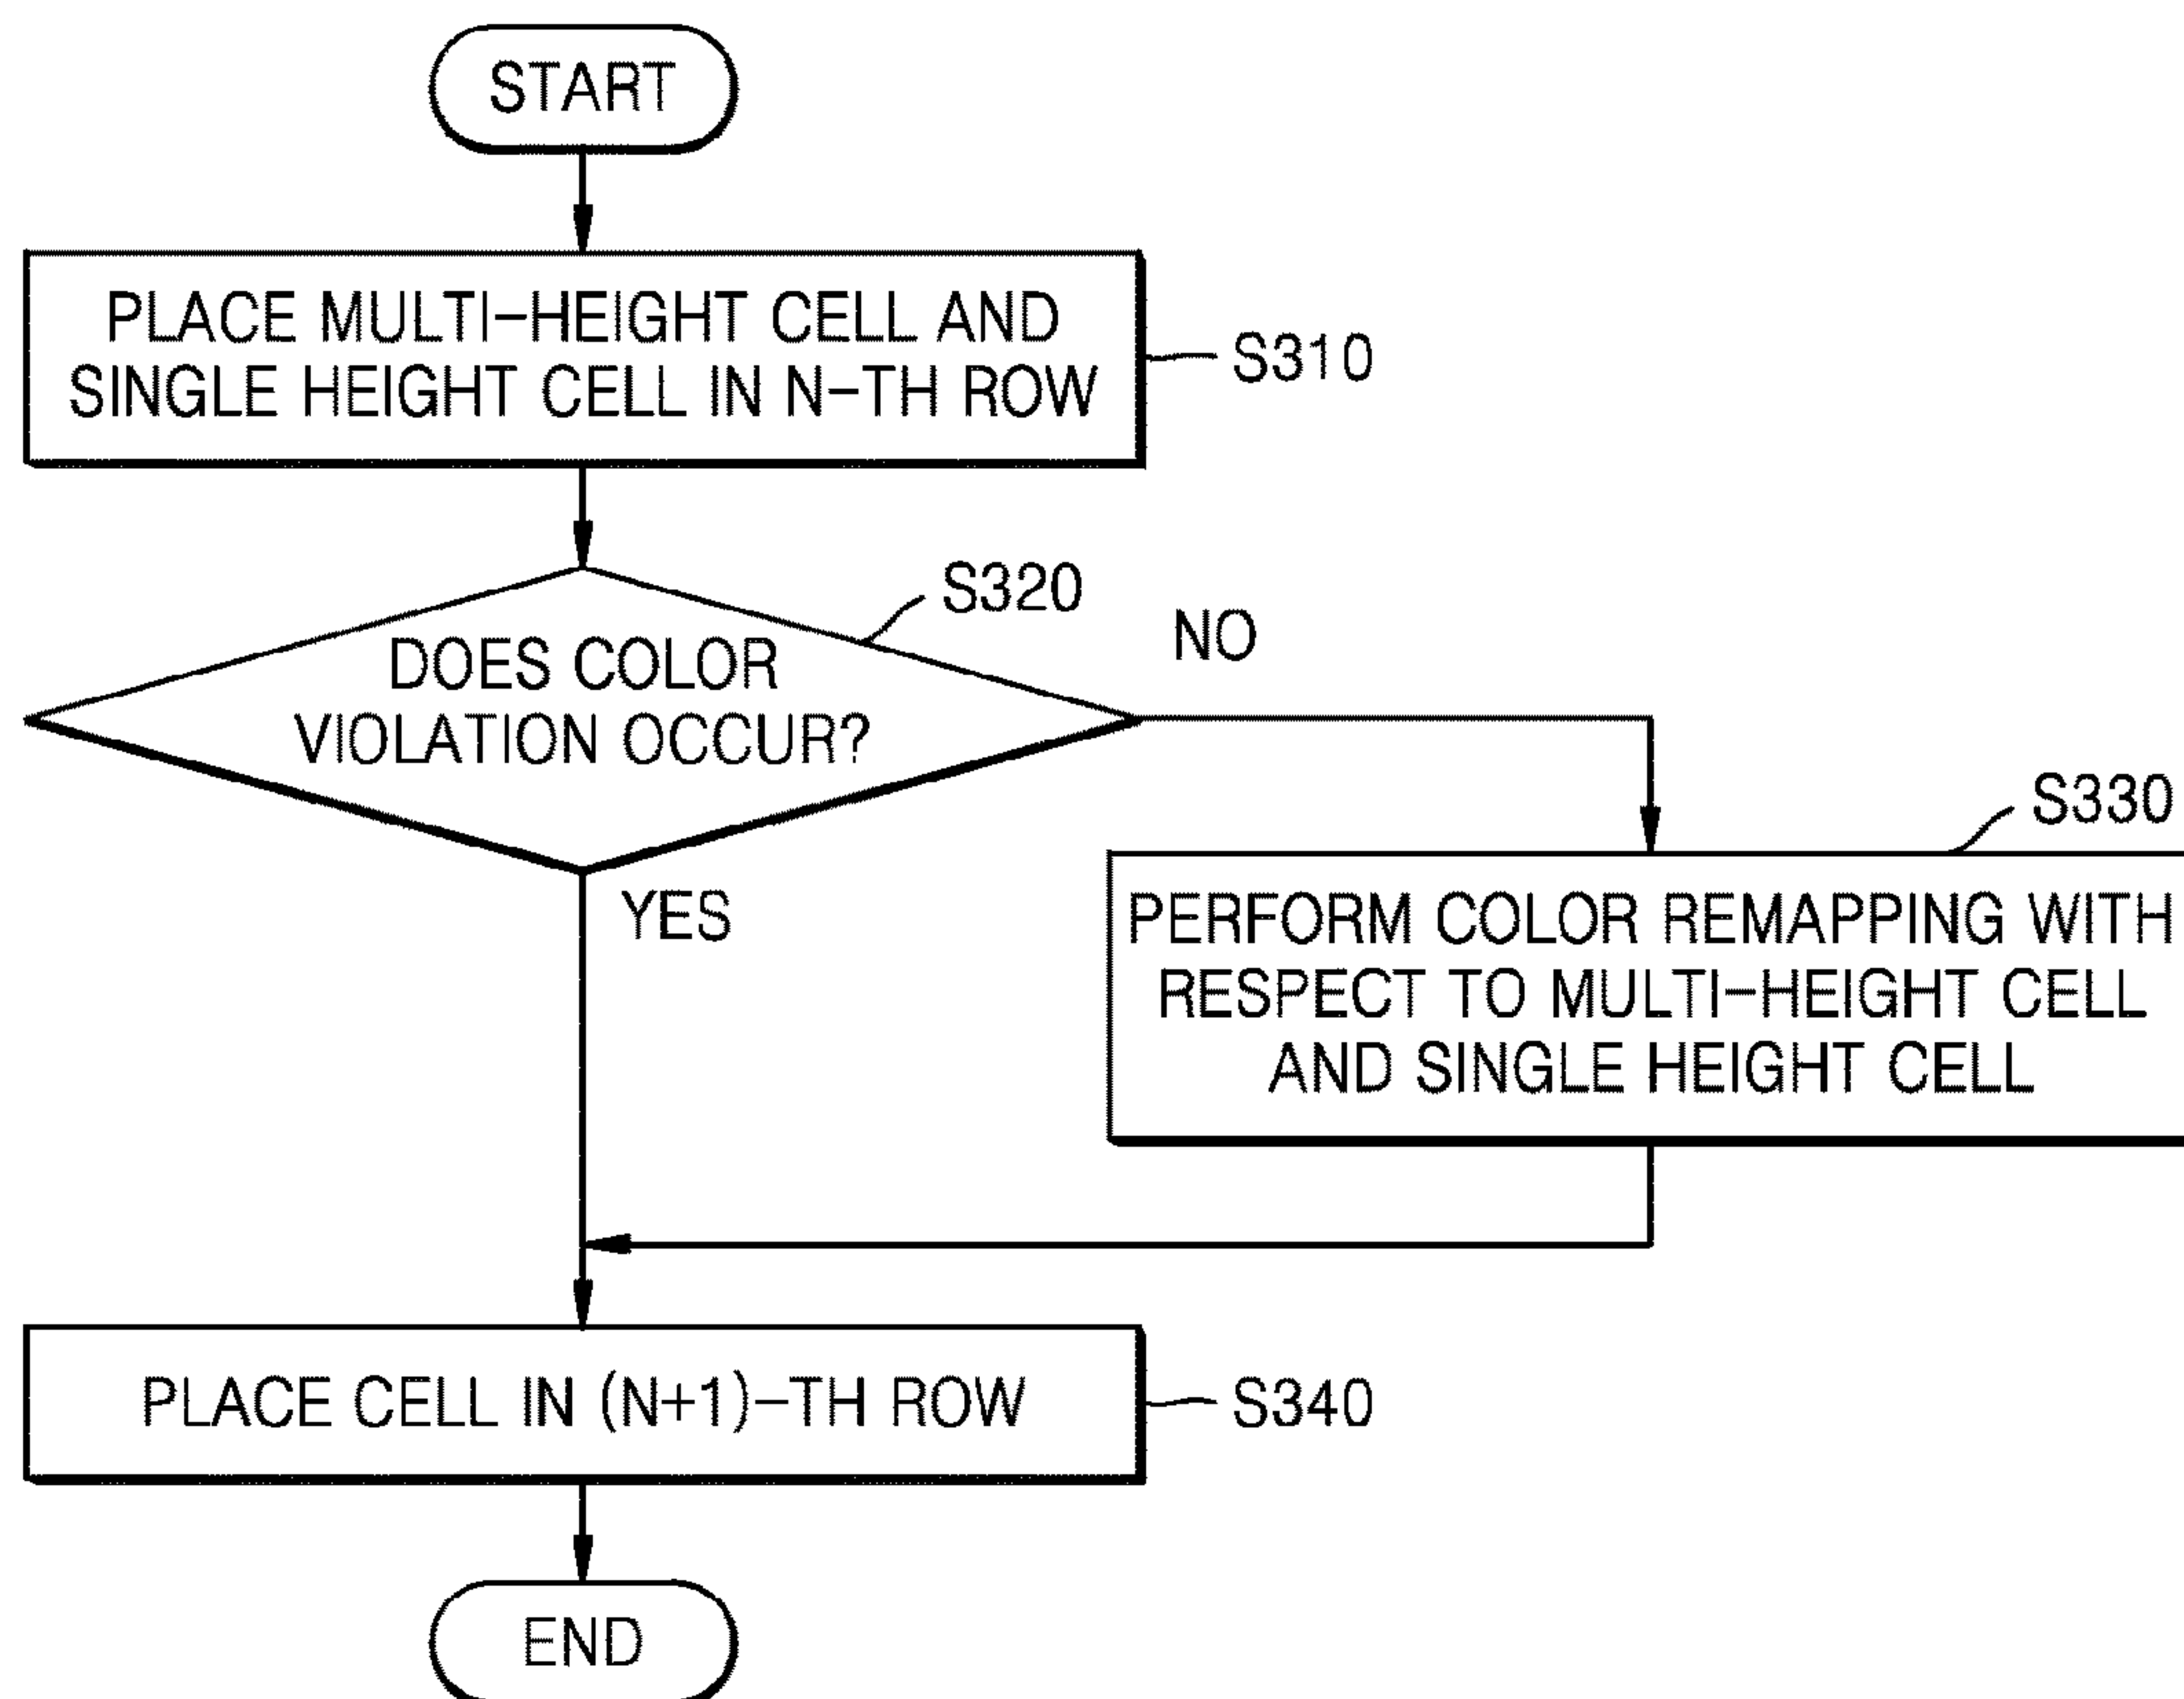 START
PLACE MULTI-HEIGHT CELL AND
SINGLE HEIGHT CELL IN N-TH ROW
S310
S320
DOES COLOR
VIOLATION OCCUR?
NO
YES
S330
PERFORM COLOR REMAPPING WITH
RESPECT TO MULTI-HEIGHT CELL
AND SINGLE HEIGHT CELL
PLACE CELL IN (N+1)-TH ROW
S340
END